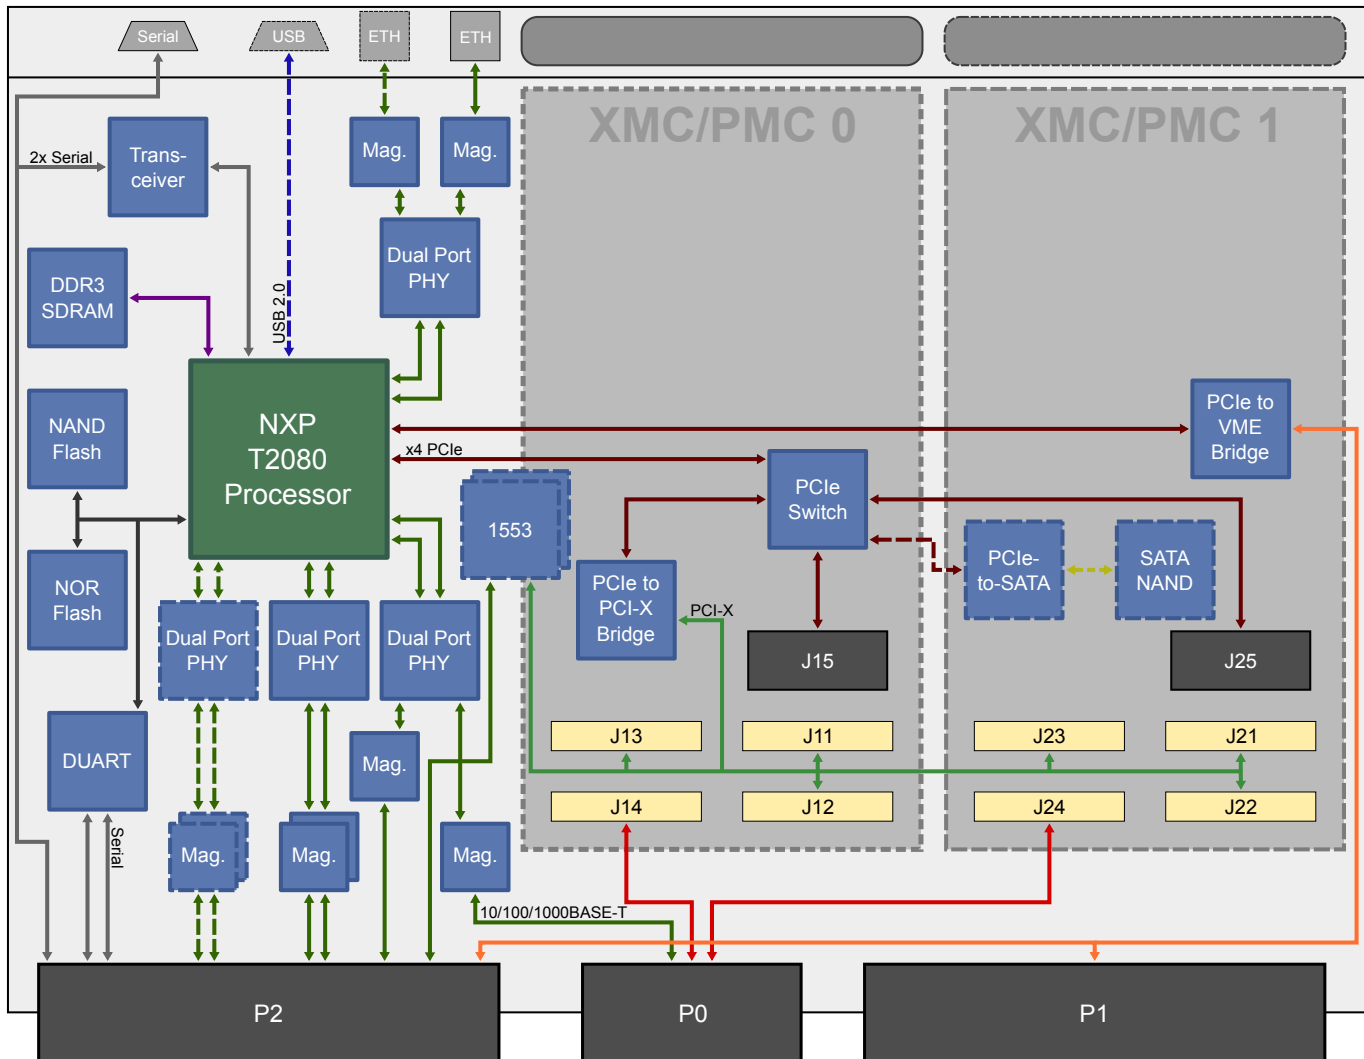 Serial
USB
ETH
ETH
XMC/PMC 0
XMC/PMC 1
2x Serial
Trans-
ceiver
Mag.
Mag.
Dual Port
PHY
DDR3
SDRAM
USB 2.0
NXP
T2080
Processor
NAND
Flash
NOR
Flash
x4 PCIe
PCIe to
VME
Bridge
1553
PCIe
Switch
PCIe to
PCI-X
Bridge
PCI-X
PCIe-
to-SATA
SATA
NAND
Dual Port
PHY
Dual Port
PHY
Dual Port
PHY
J15
J25
DUART
Mag.
J13
J11
J23
J21
J14
J12
J24
J22
Serial
Mag.
Mag.
Mag.
10/100/1000BASE-T
P2
P0
P1